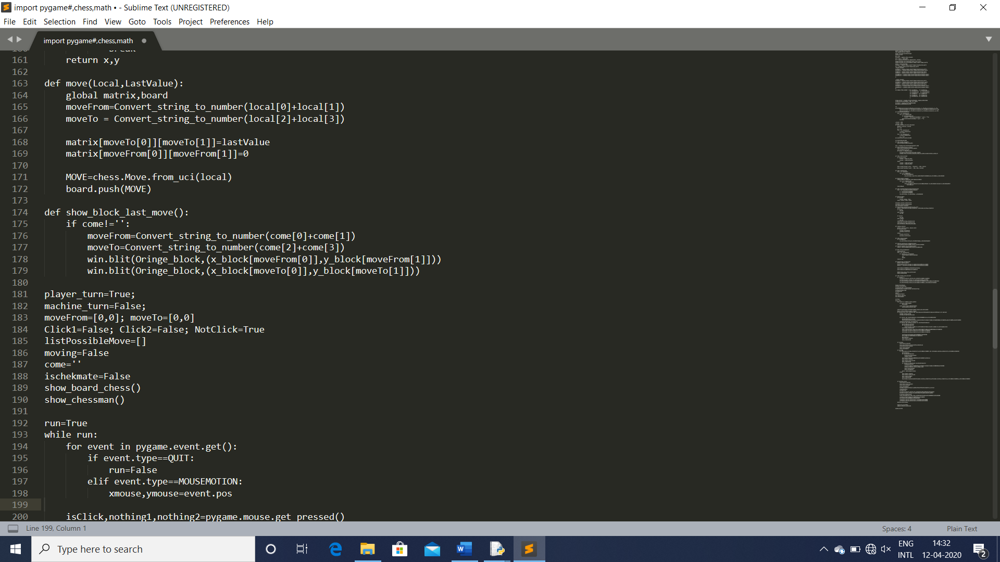 import pygame#,chess,math • - Sublime Text (UNREGISTERED)
File Edit Selection Find View Goto Tools Project Preferences Help
import pygame#,chess,math
161 return x,y
162
163 def move(Local,LastValue):
164 global matrix,board
165 moveFrom=Convert_string_to_number(local[0]+local[1])
166 moveTo = Convert_string_to_number(local[2]+local[3])
167
168 matrix[moveTo[0]][moveTo[1]]=lastValue
169 matrix[moveFrom[0]][moveFrom[1]]=0
170
171 MOVE=chess.Move.from_uci(local)
172 board.push(MOVE)
173
174 def show_block_last_move():
175 if come!='':
176 moveFrom=Convert_string_to_number(come[0]+come[1])
177 moveTo=Convert_string_to_number(come[2]+come[3])
178 win.blit(Oringe_block,(x_block[moveFrom[0]],y_block[moveFrom[1]]))
179 win.blit(Oringe_block,(x_block[moveTo[0]],y_block[moveTo[1]]))
180
181 player_turn=True;
182 machine_turn=False;
183 moveFrom=[0,0]; moveTo=[0,0]
184 Click1=False; Click2=False; NotClick=True
185 listPossibleMove=[]
186 moving=False
187 come=''
188 ischekmate=False
189 show_board_chess()
190 show_chessman()
191
192 run=True
193 while run:
194 for event in pygame.event.get():
195 if event.type==QUIT:
196 run=False
197 elif event.type==MOUSEMOTION:
198 xmouse,ymouse=event.pos
199
200 isClick,nothing1,nothing2=pygame.mouse.get_pressed()
Line 199, Column 1
Spaces: 4
Plain Text
Type here to search
ENG
INTL
14:32
12-04-2020
2